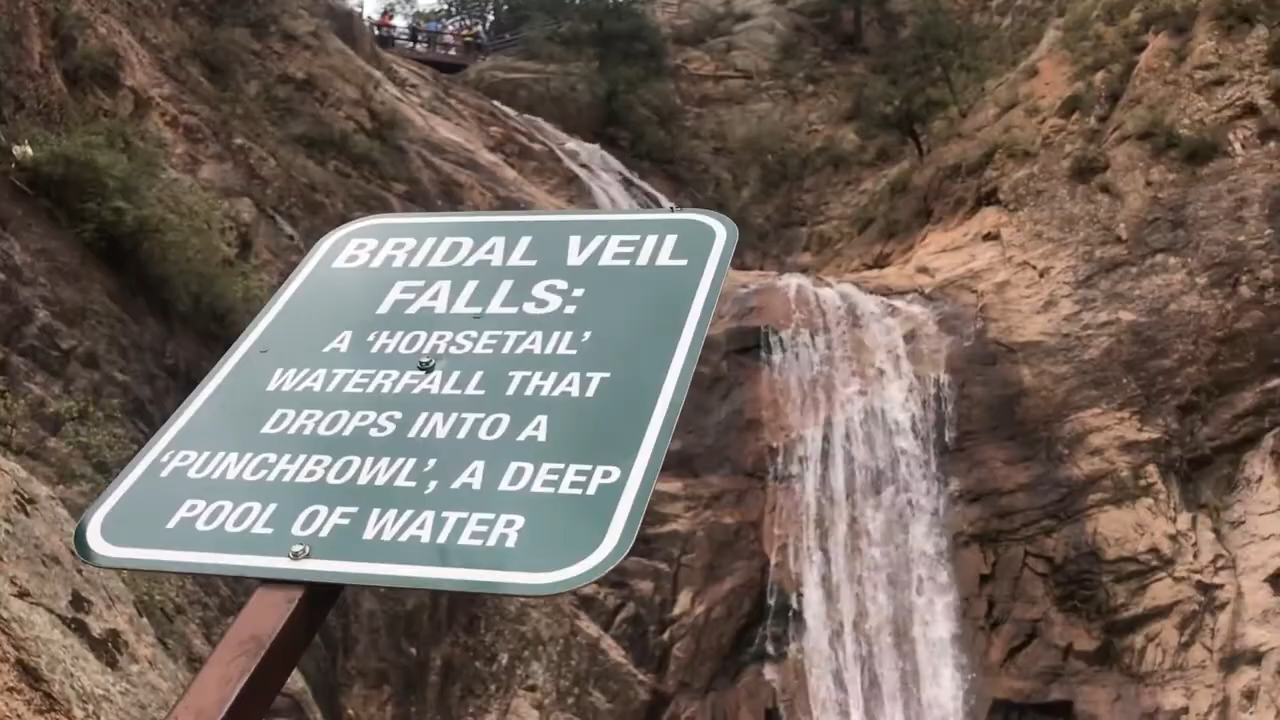 BRIDAL VEIL
FALLS:
A ‘HORSETAIL’
WATERFALL THAT
DROPS INTO A
‘PUNCHBOWL’, A DEEP
POOL OF WATER